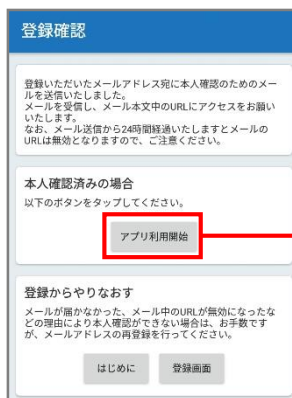 登録確認
登録いただいたメールアドレス宛に本人確認のためのメー
ルを送信いたしました。
メールを受信し、メール本文中のURLにアクセスをお願い
いたします。
なお、メール送信から24時間経過いたしますとメールの
URLは無効となりますので、ご注意ください。
本人確認済みの場合
以下のボタンをタップしてください。
アプリ利用開始
登録からやりなおす
メールが届かなかった、メール中のURLが無効になったな
どの理由により本人確認ができない場合は、お手数です
が、メールアドレスの再登録を行ってください。
はじめに 登録画面